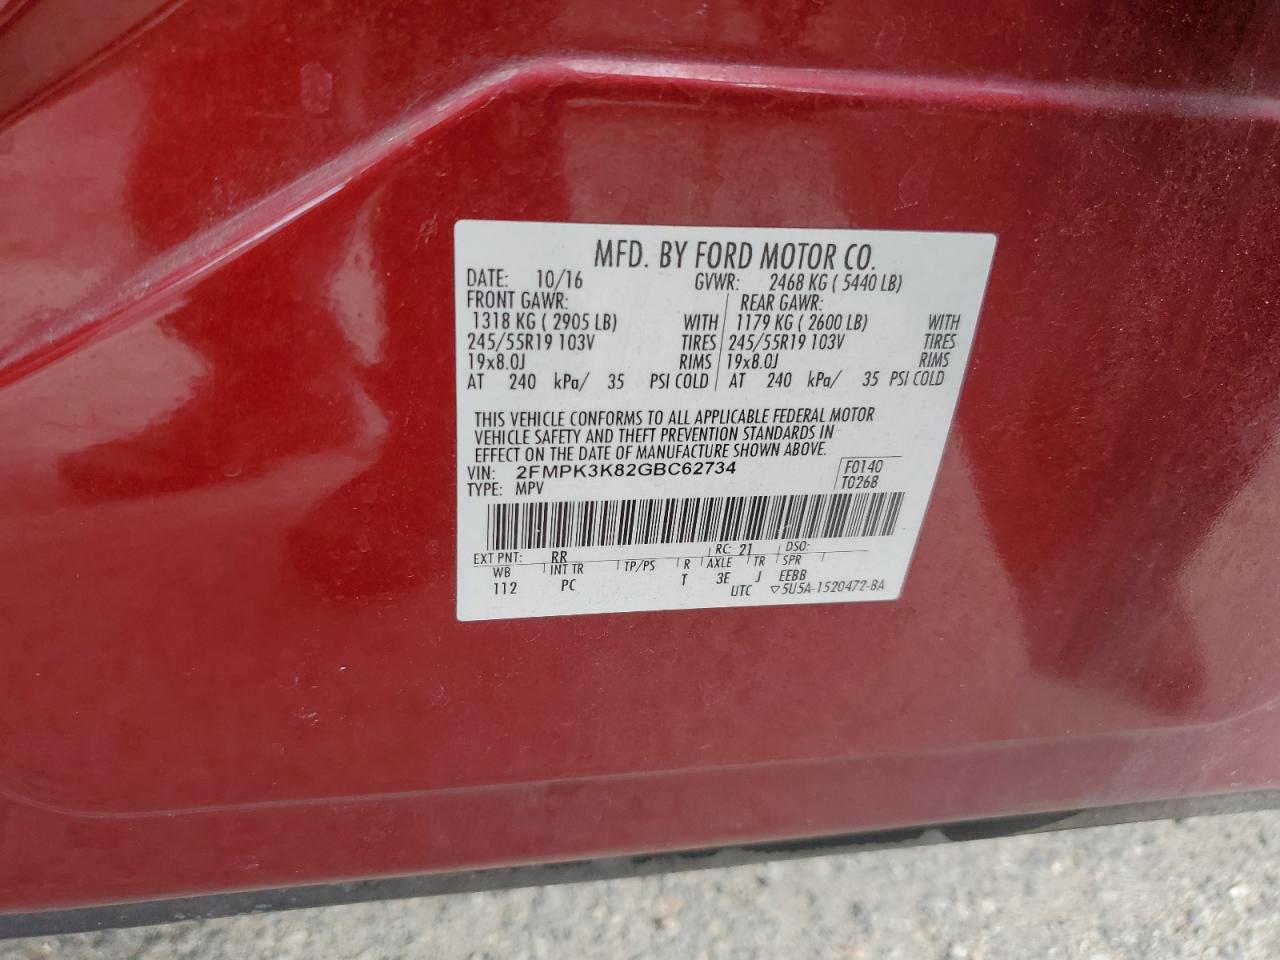 MFD. BY FORD MOTOR CO.
DATE: 10/16 GVWR: 2468 KG ( 5440 LB)
FRONT GAWR: REAR GAWR:
1318 KG ( 2905 LB) WITH 1179 KG ( 2600 LB) WITH
245/55R19 103V TIRES 245/55R19 103V TIRES
19x8.0J RIMS 19x8.0J RIMS
AT 240 kPa/ 35 PSI COLD AT 240 kPa/ 35 PSI COLD
THIS VEHICLE CONFORMS TO ALL APPLICABLE FEDERAL MOTOR
VEHICLE SAFETY AND THEFT PREVENTION STANDARDS IN
EFFECT ON THE DATE OF MANUFACTURE SHOWN ABOVE.
VIN: 2FMPK3K82GBC62734 F0140
TYPE: MPV T026B
EXT PNT: RR RC: 21 DSO:
WB INT TR TP/PS R AXLE TR SPR
112 PC T 3E J EEBB
UTC ▽5U5A-1520472-BA